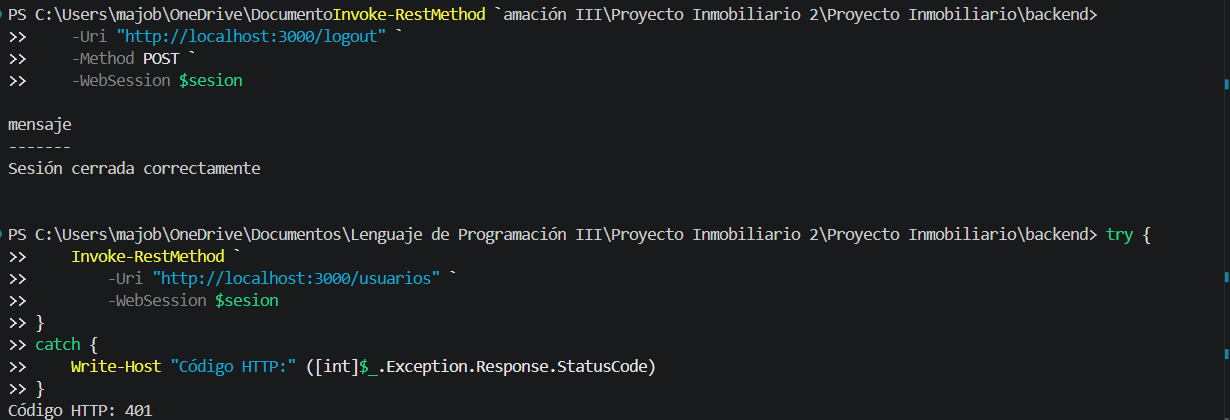 PS C:\Users\majob\OneDrive\DocumentoInvoke-RestMethod `amación III\Proyecto Inmobiliario 2\Proyecto Inmobiliario\backend>
>>     -Uri "http://localhost:3000/logout" `
>>     -Method POST `
>>     -WebSession $sesion
mensaje
-------
Sesión cerrada correctamente
PS C:\Users\majob\OneDrive\Documentos\Lenguaje de Programación III\Proyecto Inmobiliario 2\Proyecto Inmobiliario\backend> try {
>>     Invoke-RestMethod `
>>         -Uri "http://localhost:3000/usuarios" `
>>         -WebSession $sesion
>> }
>> catch {
>>     Write-Host "Código HTTP:" ([int]$_.Exception.Response.StatusCode)
>> }
Código HTTP: 401